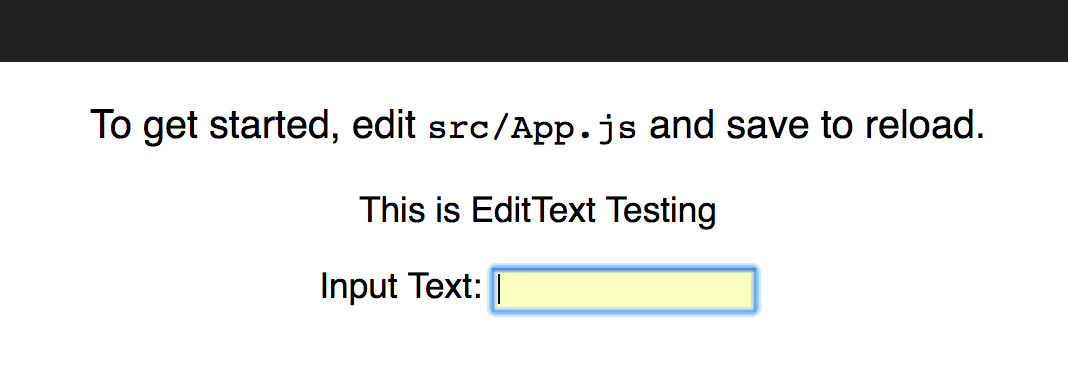 To get started, edit src/App.js and save to reload.
This is EditText Testing
Input Text: